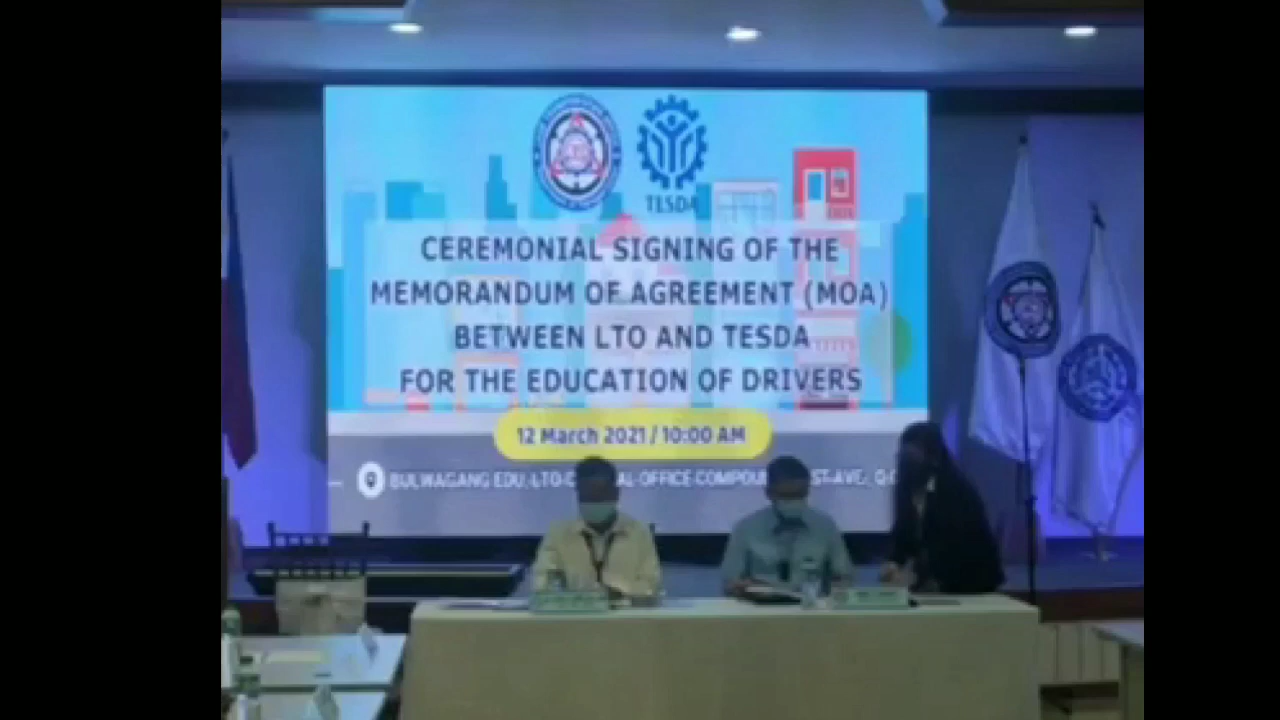 TESDA
CEREMONIAL SIGNING OF THE
MEMORANDUM OF AGREEMENT (MOA)
BETWEEN LTO AND TESDA
FOR THE EDUCATION OF DRIVERS
12 March 2021 / 10:00 AM
BULWAGANG EDU, LTO